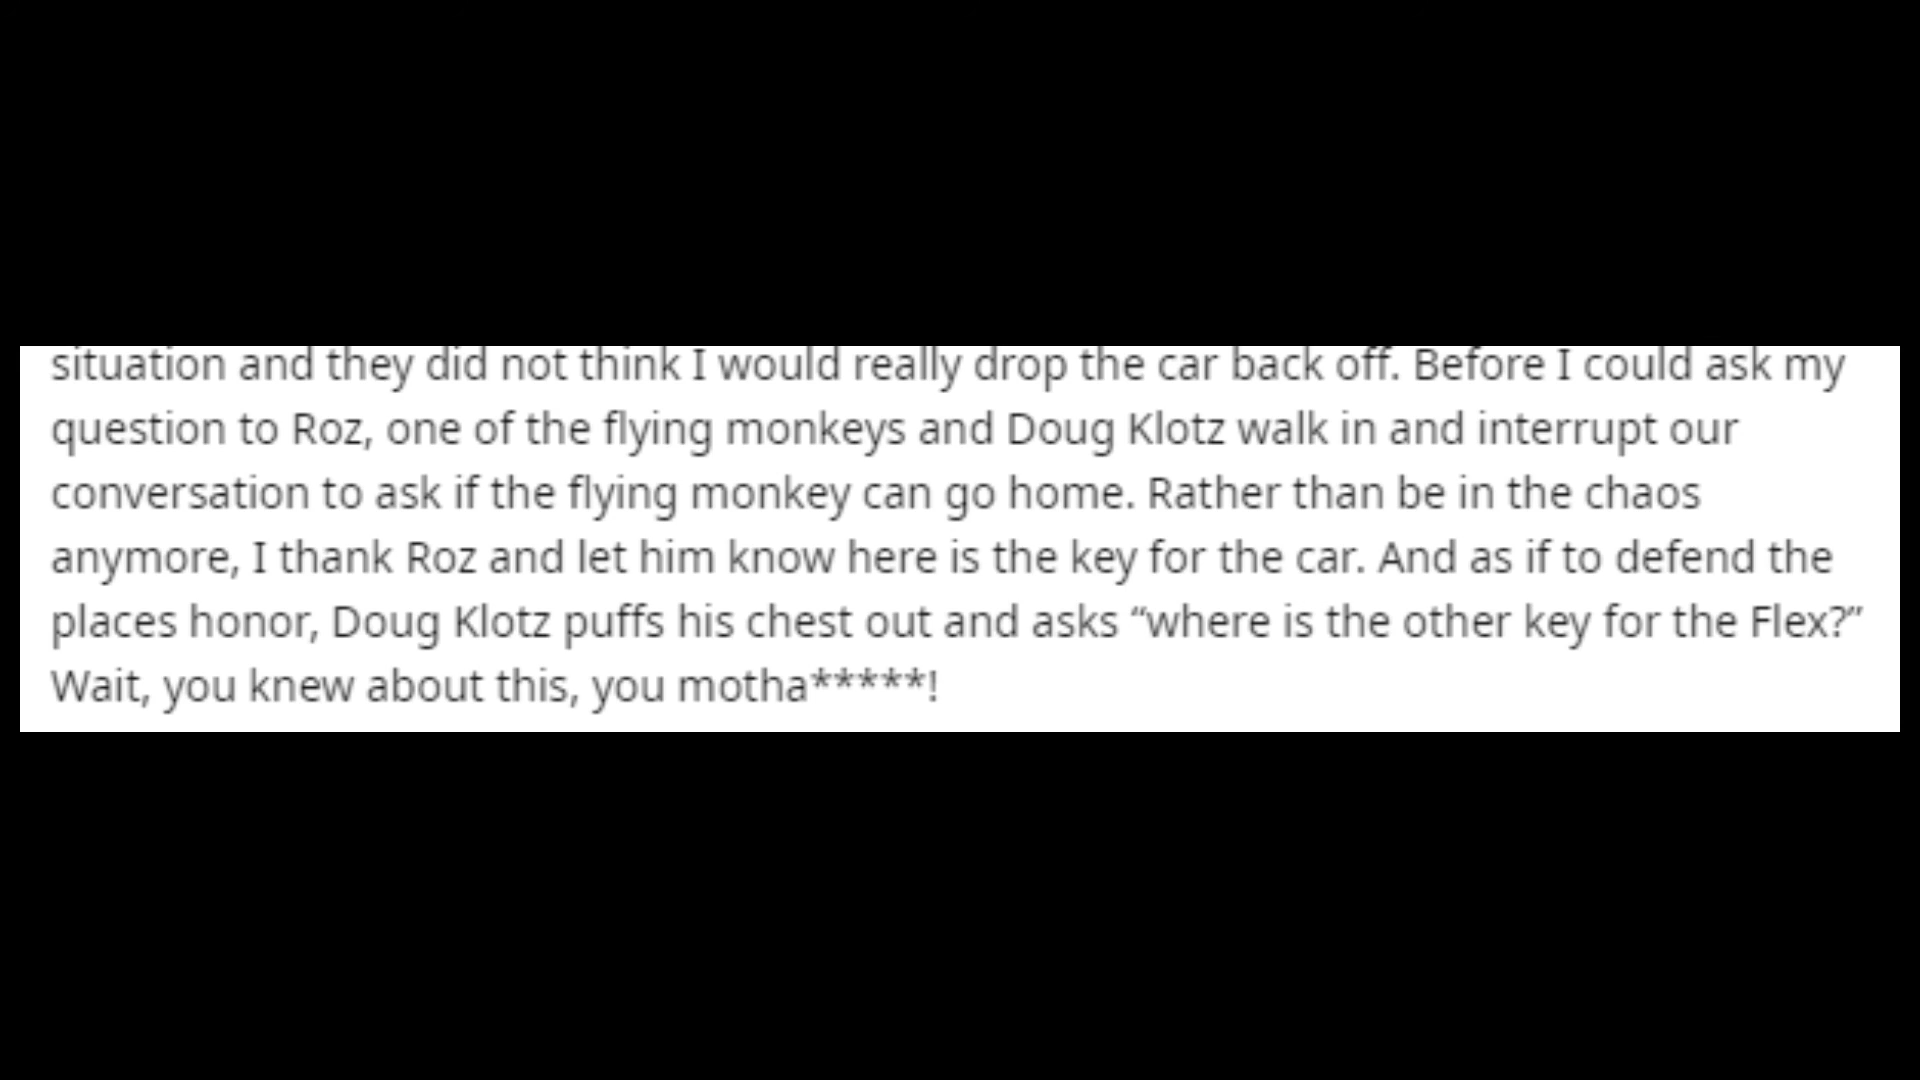 situation and they did not think I would really drop the car back off. Before I could ask my
question to Roz, one of the flying monkeys and Doug Klotz walk in and interrupt our
conversation to ask if the flying monkey can go home. Rather than be in the chaos
anymore, I thank Roz and let him know here is the key for the car. And as if to defend the
places honor, Doug Klotz puffs his chest out and asks “where is the other key for the Flex?”
Wait, you knew about this, you motha*****!